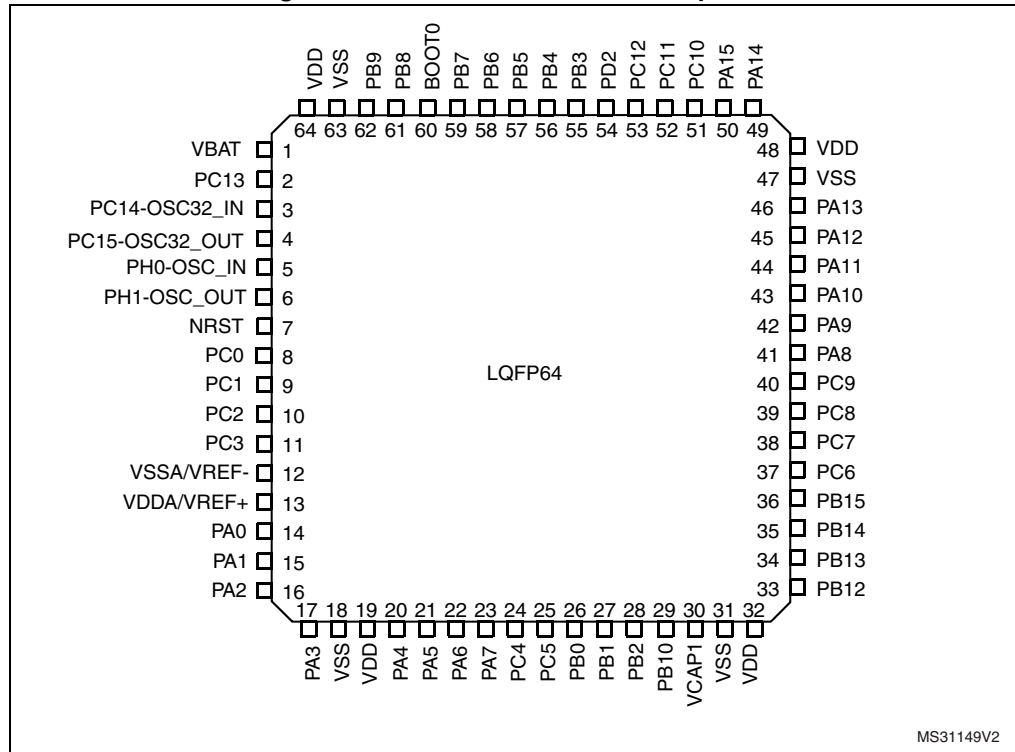 VDD VSS PB9 PB8 BOOT0 PB7 PB6 PB5 PB4 PB3 PD2 PC12 PC11 PC10 PA15 PA14
64 63 62 61 60 59 58 57 56 55 54 53 52 51 50 49
VBAT 1 48 VDD
PC13 2 47 VSS
PC14-OSC32_IN 3 46 PA13
PC15-OSC32_OUT 4 45 PA12
PH0-OSC_IN 5 44 PA11
PH1-OSC_OUT 6 43 PA10
NRST 7 42 PA9
PC0 8 41 PA8
LQFP64
PC1 9 40 PC9
PC2 10 39 PC8
PC3 11 38 PC7
VSSA/VREF- 12 37 PC6
VDDA/VREF+ 13 36 PB15
PA0 14 35 PB14
PA1 15 34 PB13
PA2 16 33 PB12
17 18 19 20 21 22 23 24 25 26 27 28 29 30 31 32
PA3 VSS VDD PA4 PA5 PA6 PA7 PC4 PC5 PB0 PB1 PB2 PB10 VCAP1 VSS VDD
MS31149V2